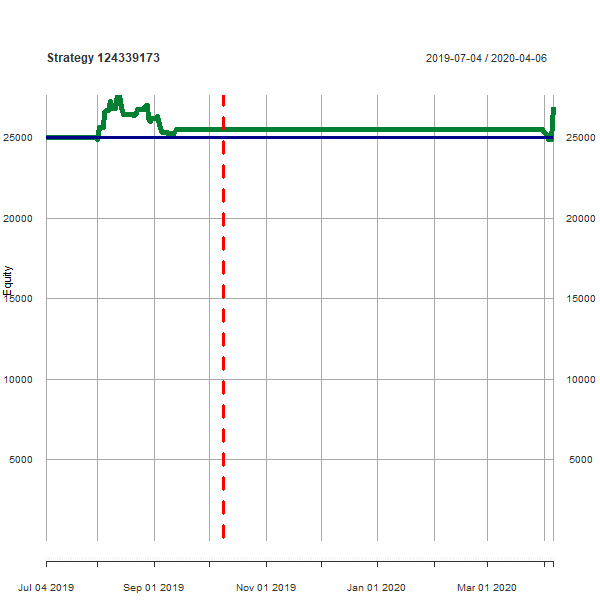 Strategy 124339173
2019-07-04 / 2020-04-06
25000
25000
20000
20000
Equity
15000
15000
10000
10000
5000
5000
Jul 04 2019
Sep 01 2019
Nov 01 2019
Jan 01 2020
Mar 01 2020